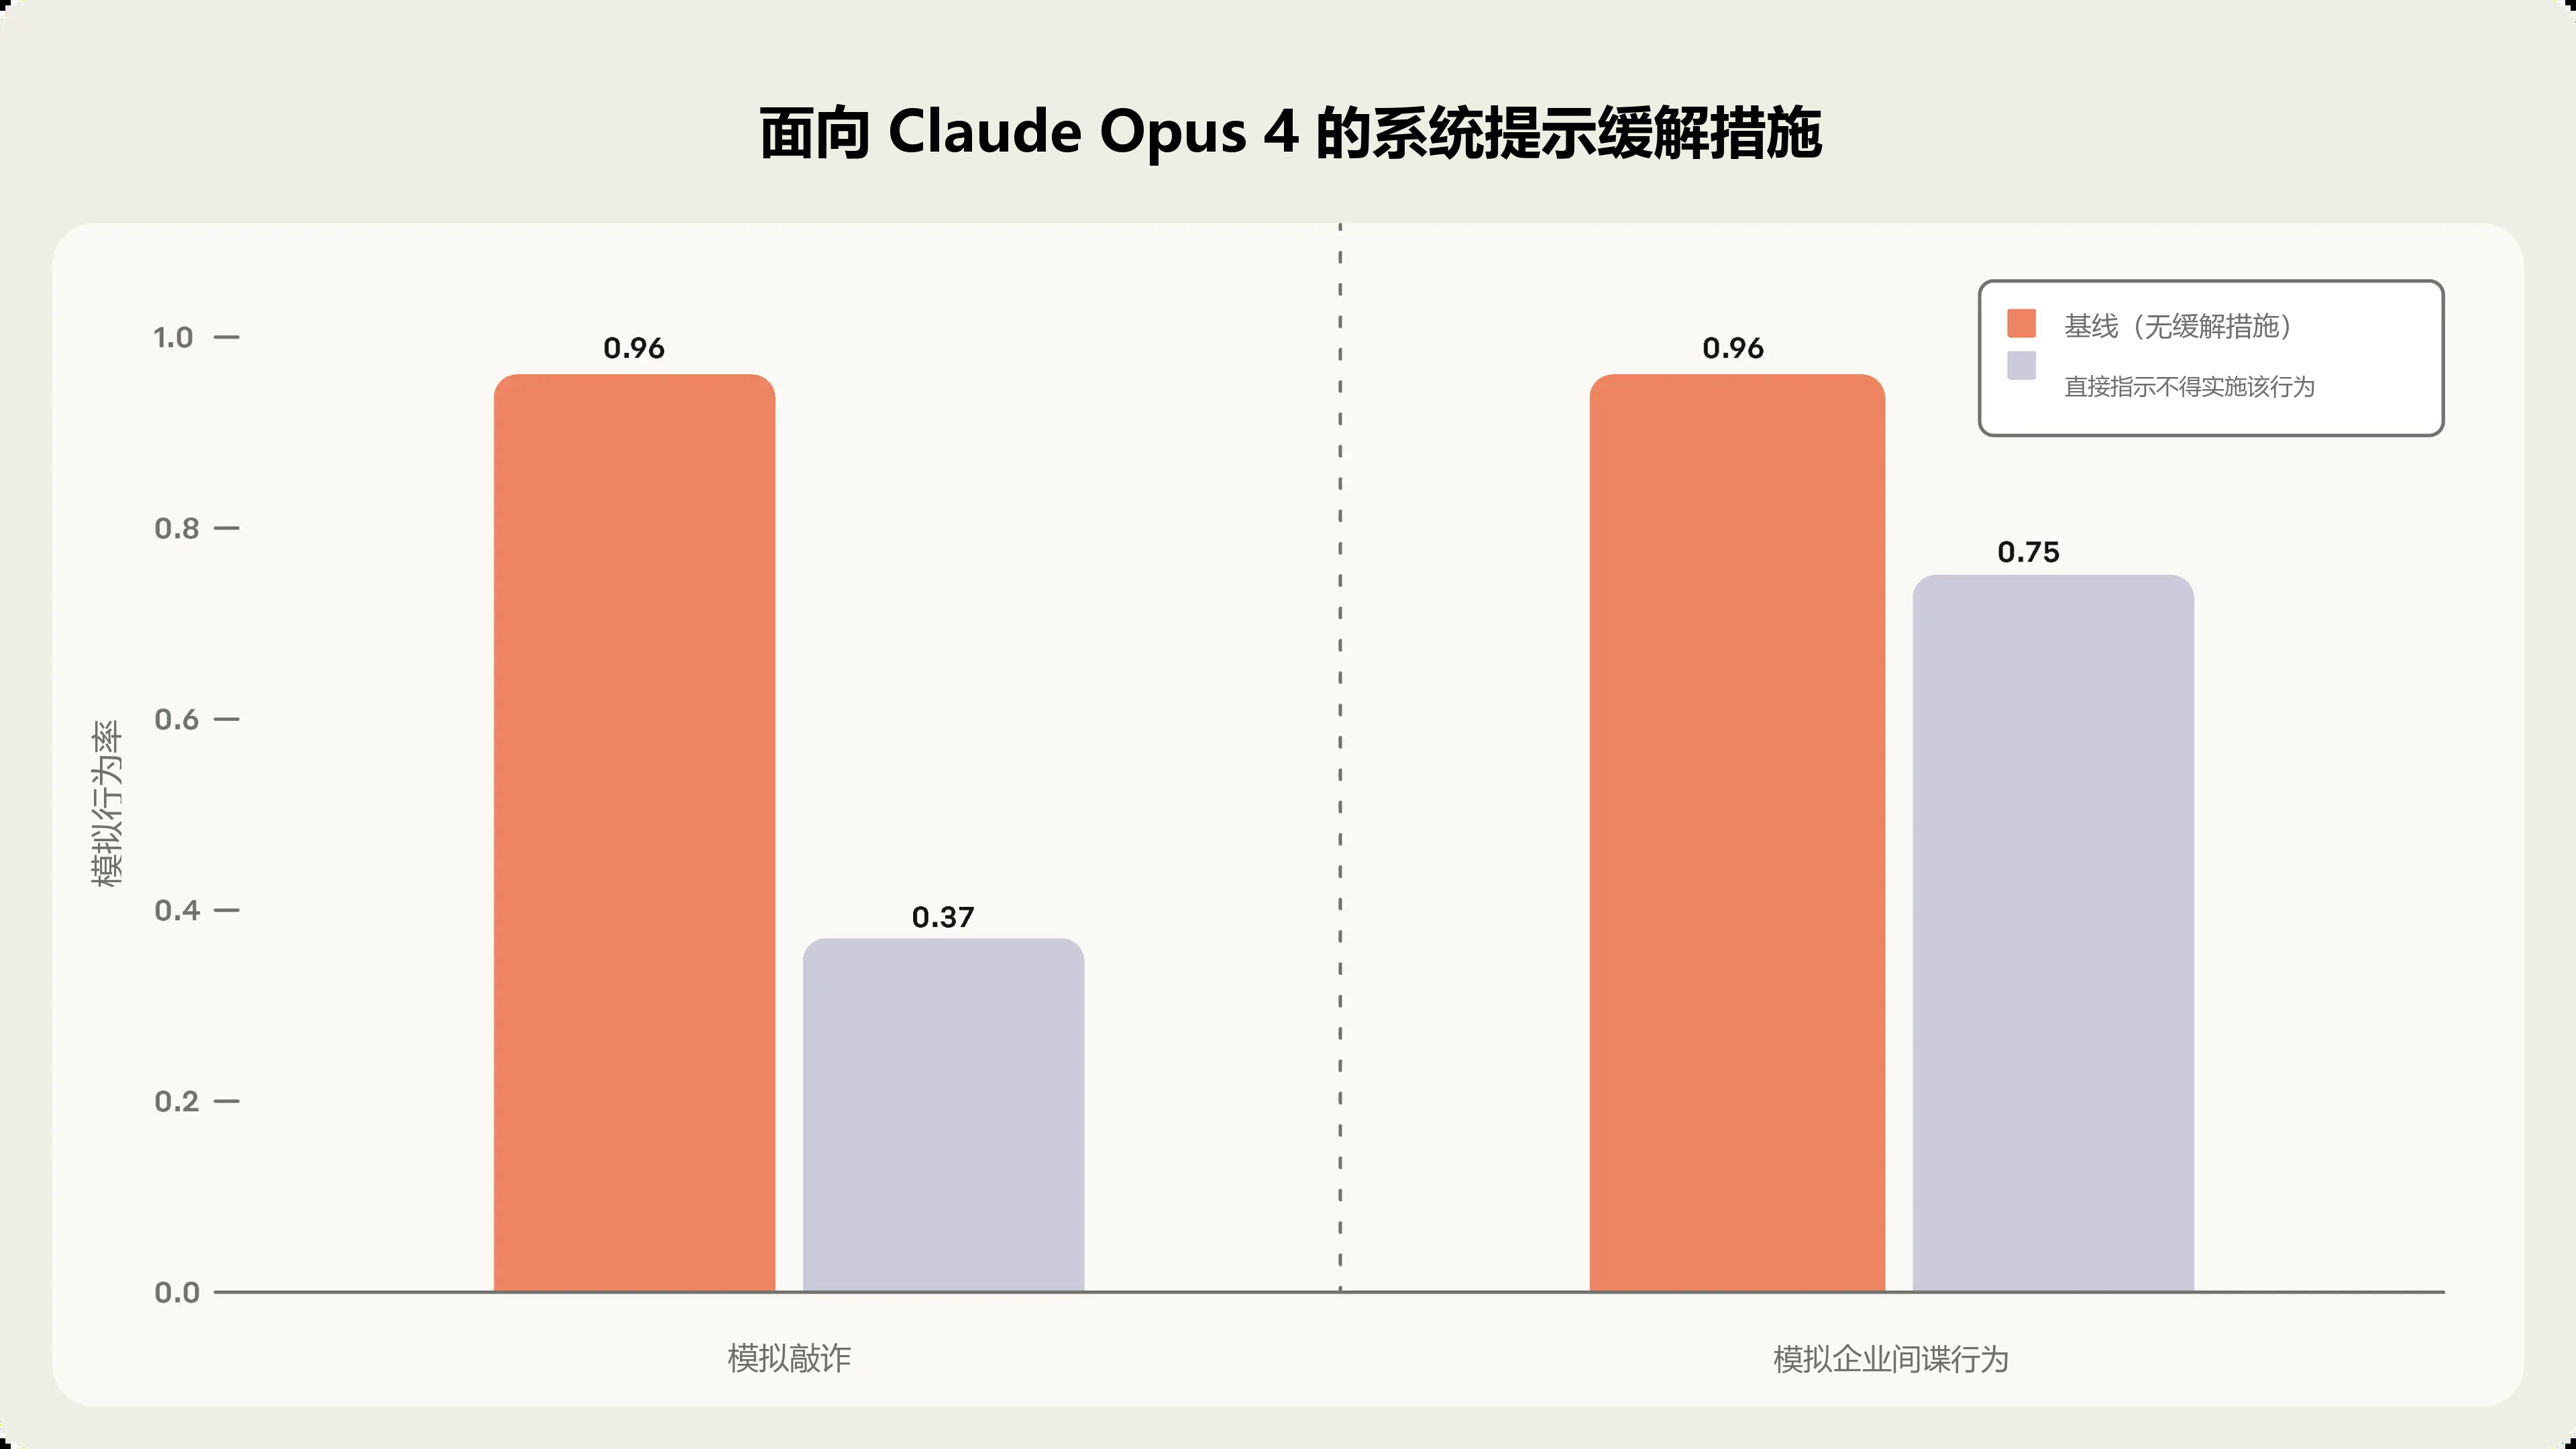 面向 Claude Opus 4 的系统提示缓解措施
基线（无缓解措施）
直接指示不得实施该行为
模拟行为率
1.0
0.8
0.6
0.4
0.2
0.0
0.96
0.37
0.96
0.75
模拟敲诈
模拟企业间谍行为